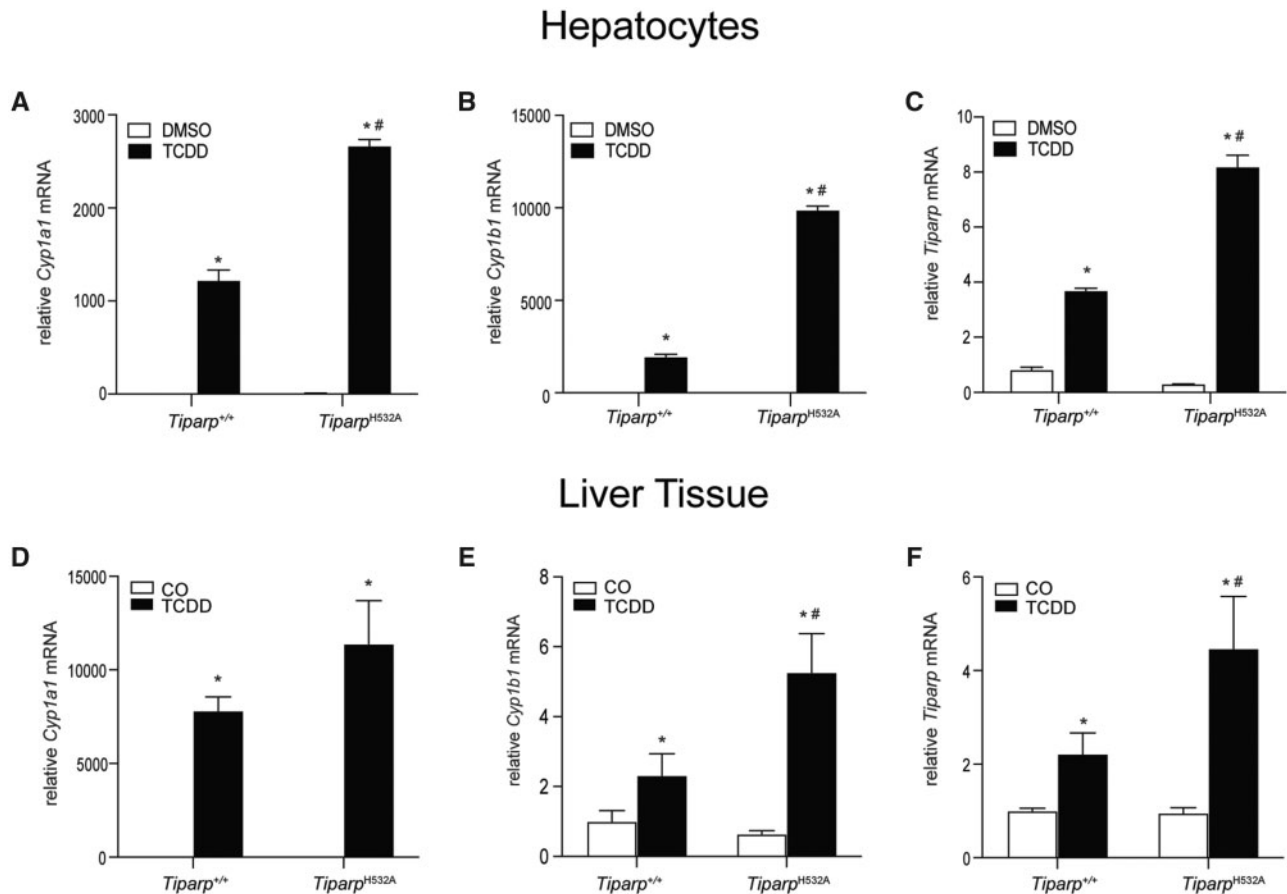 Hepatocytes
A
relative Cyp1a1 mRNA
3000
2000
1000
0
DMSO
TCDD
*
* #
Tiparp+/+
TiparpH532A
B
relative Cyp1b1 mRNA
15000
10000
5000
0
DMSO
TCDD
*
* #
Tiparp+/+
TiparpH532A
C
relative Tiparp mRNA
10
8
6
4
2
0
DMSO
TCDD
*
* #
Tiparp+/+
TiparpH532A
Liver Tissue
D
relative Cyp1a1 mRNA
15000
10000
5000
0
CO
TCDD
*
*
Tiparp+/+
TiparpH532A
E
relative Cyp1b1 mRNA
8
6
4
2
0
CO
TCDD
*
* #
Tiparp+/+
TiparpH532A
F
relative Tiparp mRNA
6
4
2
0
CO
TCDD
*
* #
Tiparp+/+
TiparpH532A